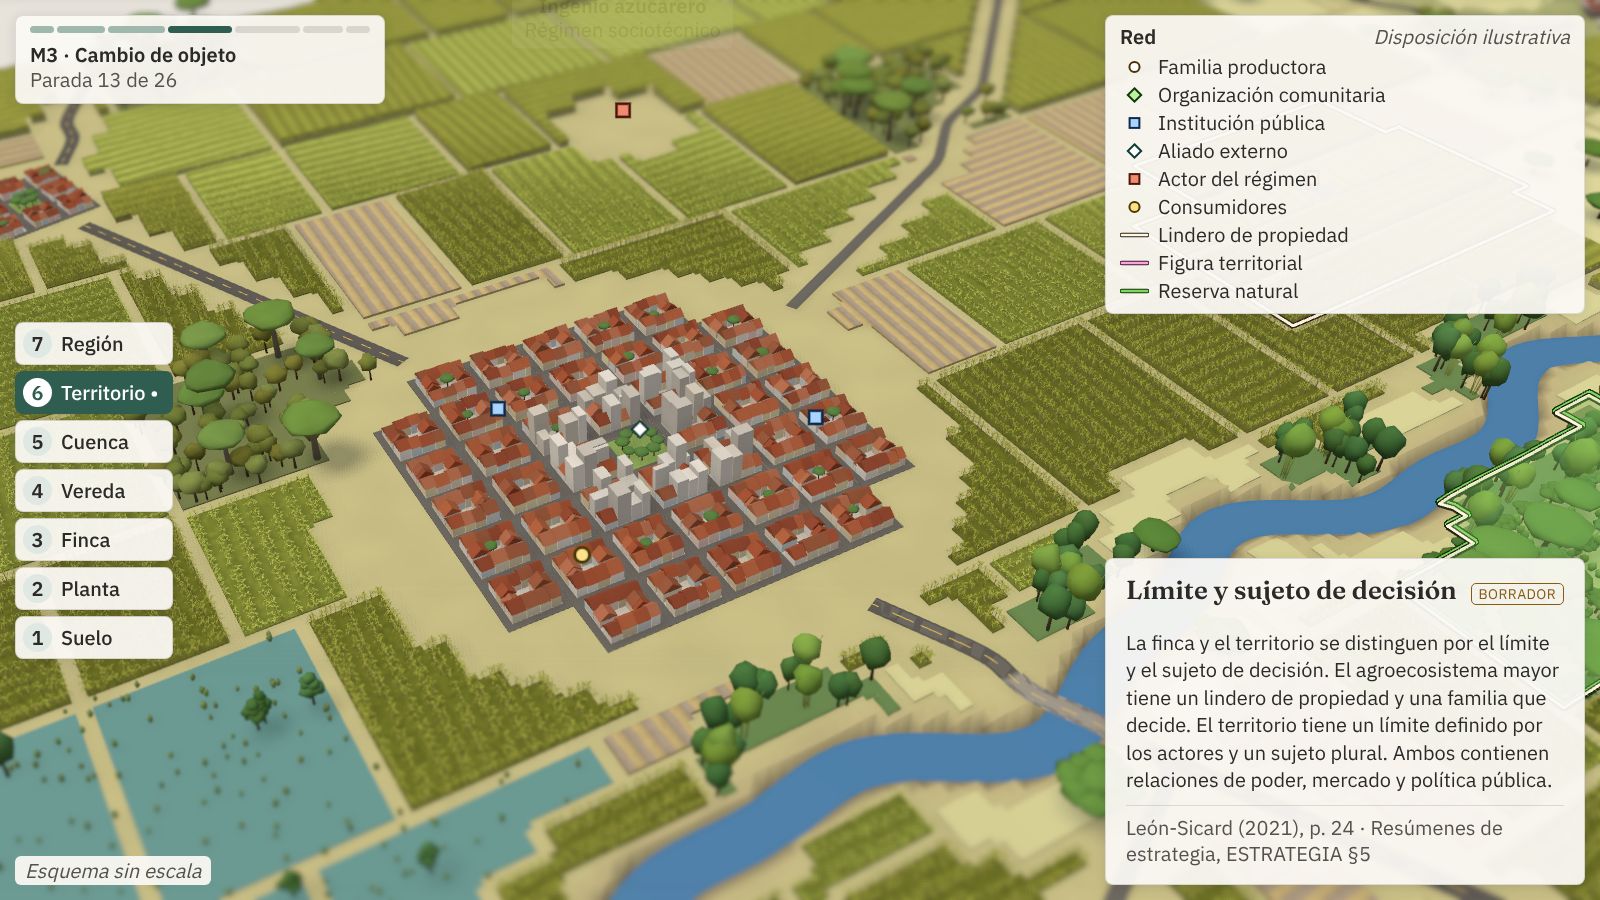 Ingenio azucarero
Régimen sociotécnico
M3 · Cambio de objeto
Parada 13 de 26
Red
Disposición ilustrativa
Familia productora
Organización comunitaria
Institución pública
Aliado externo
Actor del régimen
Consumidores
Lindero de propiedad
Figura territorial
Reserva natural
7 Región
6 Territorio •
5 Cuenca
4 Vereda
3 Finca
2 Planta
1 Suelo
Límite y sujeto de decisión
BORRADOR
La finca y el territorio se distinguen por el límite
y el sujeto de decisión. El agroecosistema mayor
tiene un lindero de propiedad y una familia que
decide. El territorio tiene un límite definido por
los actores y un sujeto plural. Ambos contienen
relaciones de poder, mercado y política pública.
León-Sicard (2021), p. 24 · Resúmenes de
estrategia, ESTRATEGIA §5
Esquema sin escala